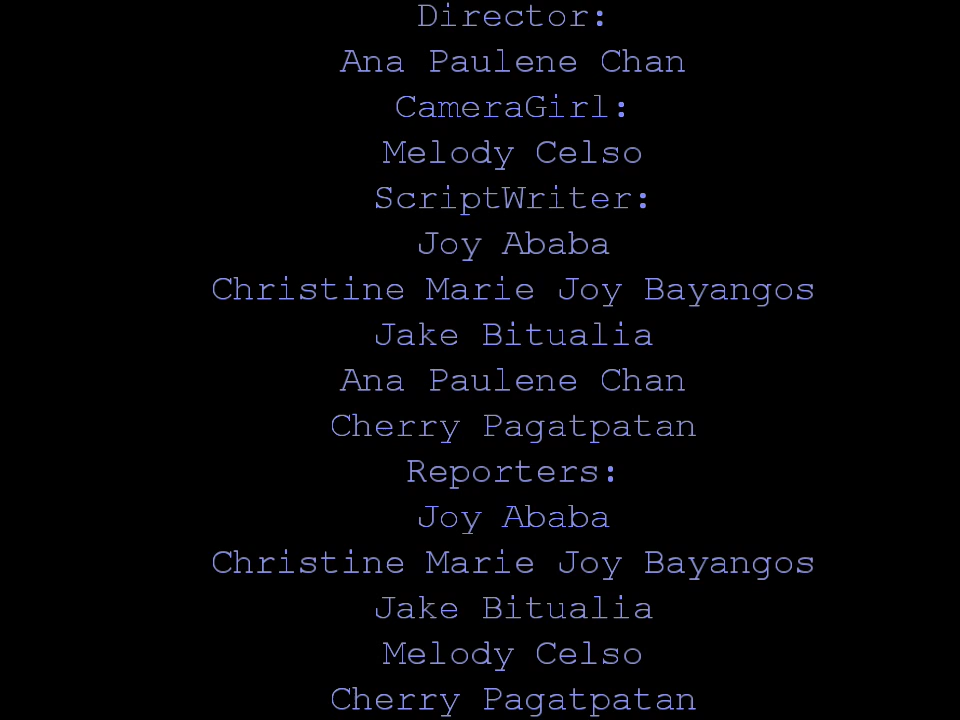 Director:
Ana Paulene Chan
CameraGirl:
Melody Celso
ScriptWriter:
Joy Ababa
Christine Marie Joy Bayangos
Jake Bitualia
Ana Paulene Chan
Cherry Pagatpatan
Reporters:
Joy Ababa
Christine Marie Joy Bayangos
Jake Bitualia
Melody Celso
Cherry Pagatpatan